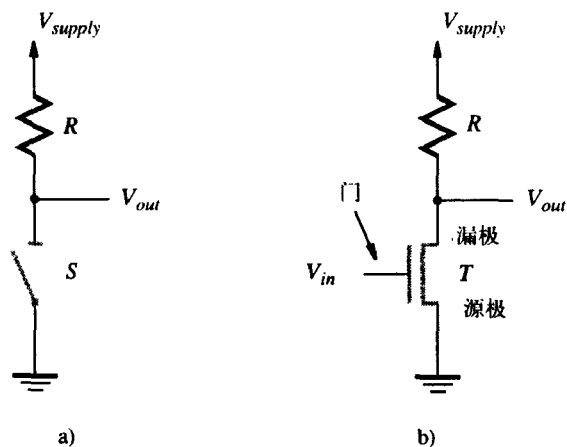 V_supply
R
V_out
S
a)
V_supply
R
门
V_out
漏极
V_in
T
源极
b)